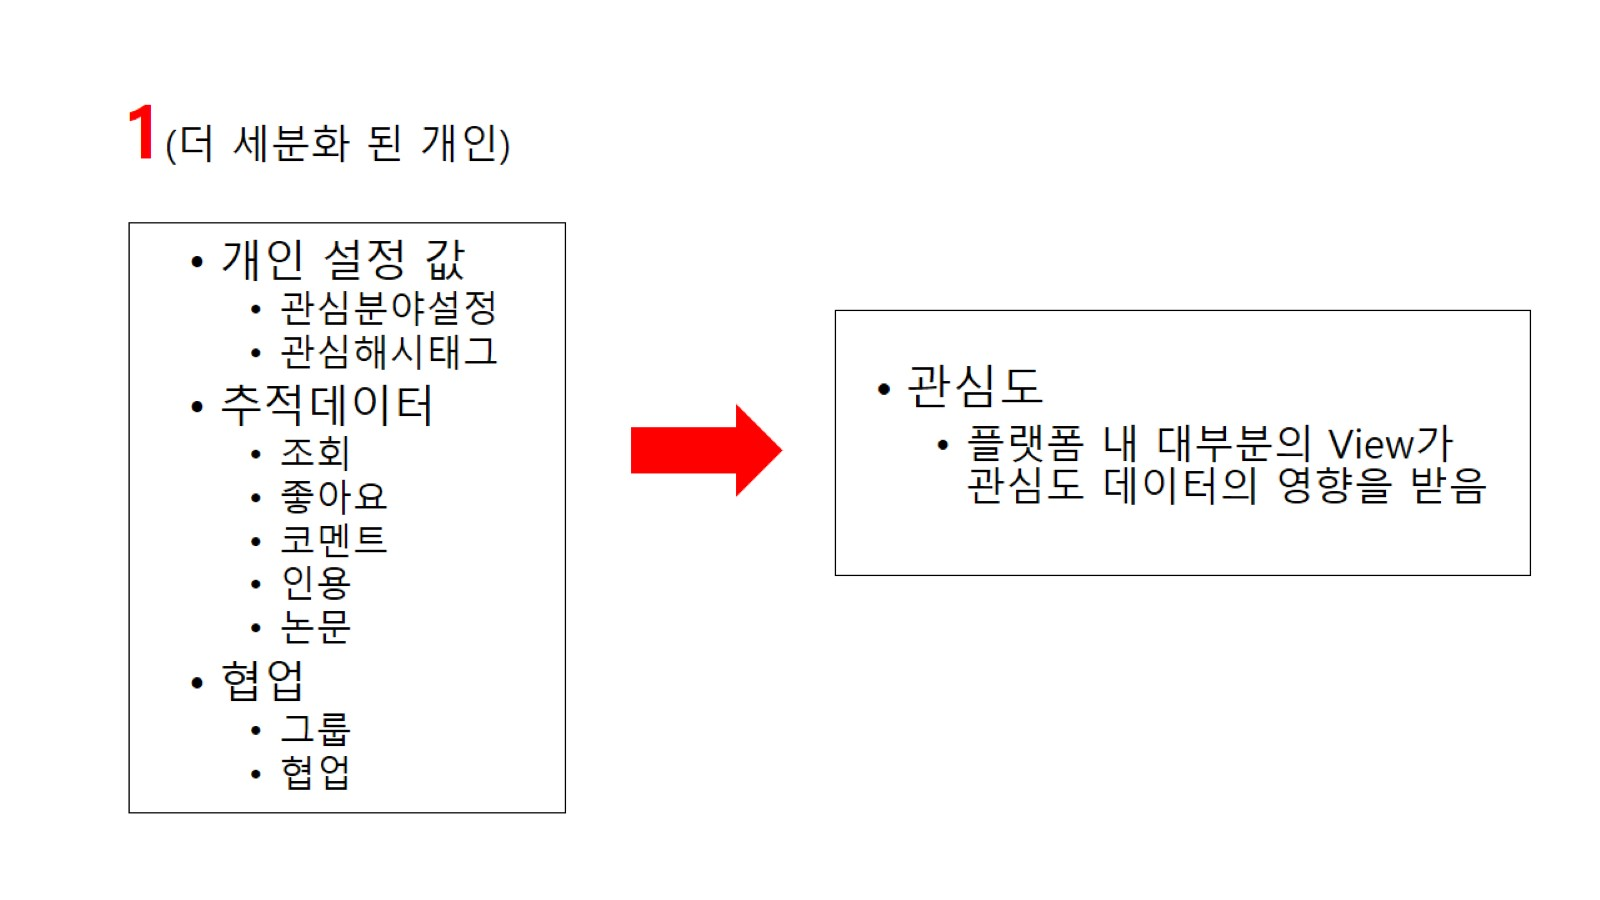 1(더 세분화 된 개인)
• 개인 설정 값
• 관심분야설정
• 관심해시태그
• 추적데이터
• 조회
• 좋아요
• 코멘트
• 인용
• 논문
• 협업
• 그룹
• 협업
• 관심도
• 플랫폼 내 대부분의 View가
관심도 데이터의 영향을 받음